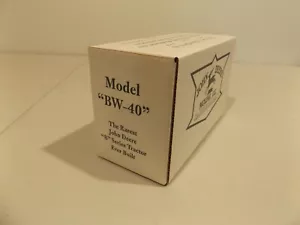 Model
"BW-40"
The Rarest
John Deere
"B" Series Tractor
Ever Built